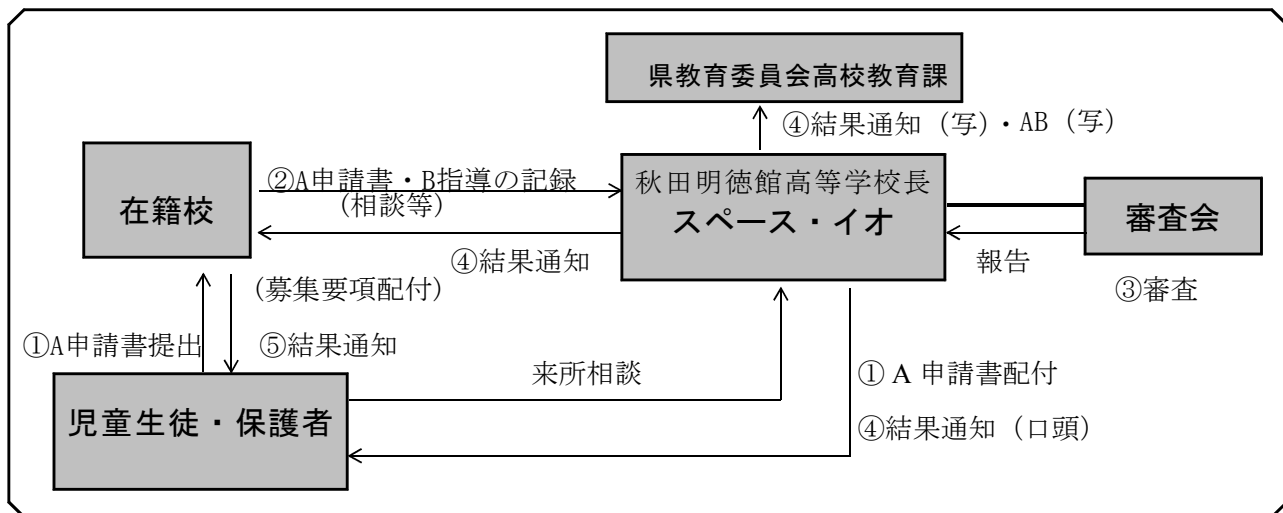 県教育委員会高校教育課
④結果通知（写）・AB（写）
②A申請書・B指導の記録
(相談等)
秋田明徳館高等学校長
スペース・イオ
在籍校
審査会
④結果通知
報告
③審査
(募集要項配付)
①A申請書提出
⑤結果通知
来所相談
① A 申請書配付
④結果通知（口頭）
児童生徒・保護者